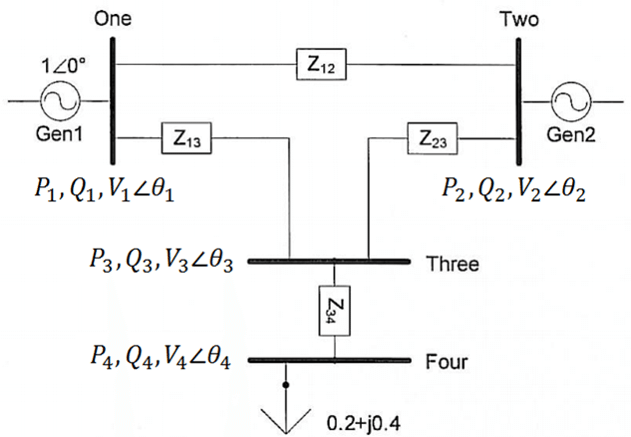 One
Two
1∠0°
Z₁₂
Gen1
Gen2
Z₁₃
Z₂₃
P₁, Q₁, V₁∠θ₁
P₂, Q₂, V₂∠θ₂
P₃, Q₃, V₃∠θ₃
Three
Z₃₄
P₄, Q₄, V₄∠θ₄
Four
0.2+j0.4